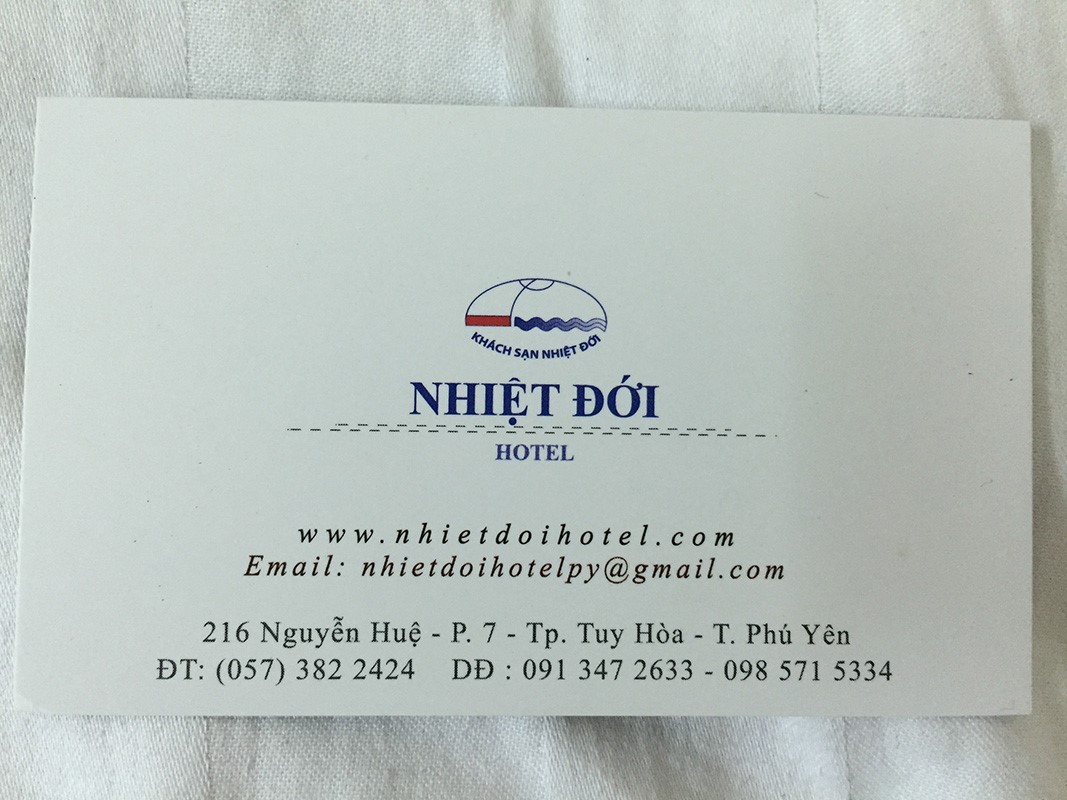 KHÁCH SẠN NHIỆT ĐỚI
NHIỆT ĐỚI
HOTEL
www.nhietdoihotel.com
Email: nhietdoihotelpy@gmail.com
216 Nguyễn Huệ - P. 7 - Tp. Tuy Hòa - T. Phú Yên
ĐT: (057) 382 2424 DĐ : 091 347 2633 - 098 571 5334